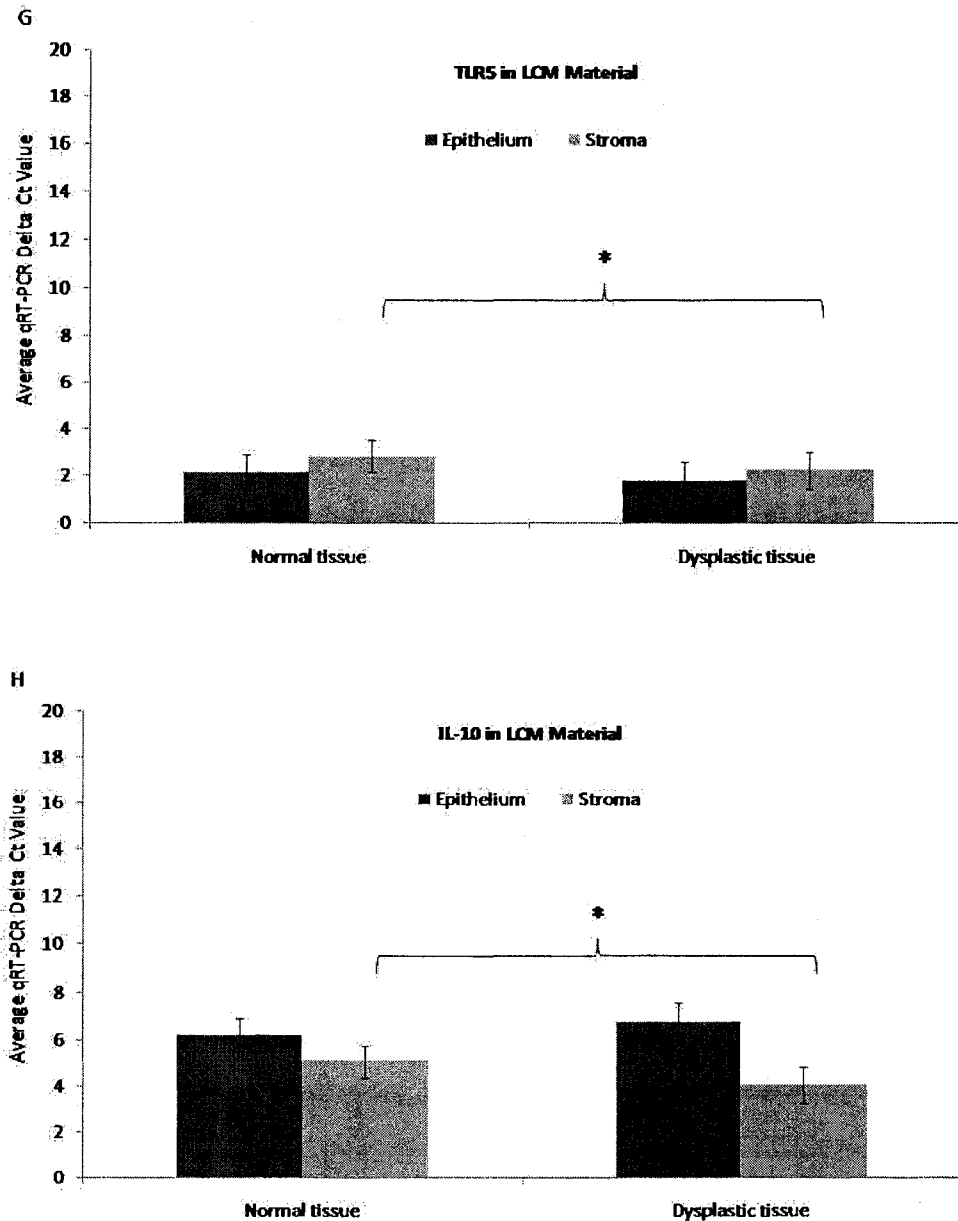 G
TLR5 in LCM Material
Epithelium Stroma
Average qRT-PCR Delta Ct Value
20
18
16
14
12
10
8
6
4
2
0
*
Normal tissue Dysplastic tissue
H
IL-10 in LCM Material
Epithelium Stroma
Average qRT-PCR Delta Ct Value
20
18
16
14
12
10
8
6
4
2
0
*
Normal tissue Dysplastic tissue